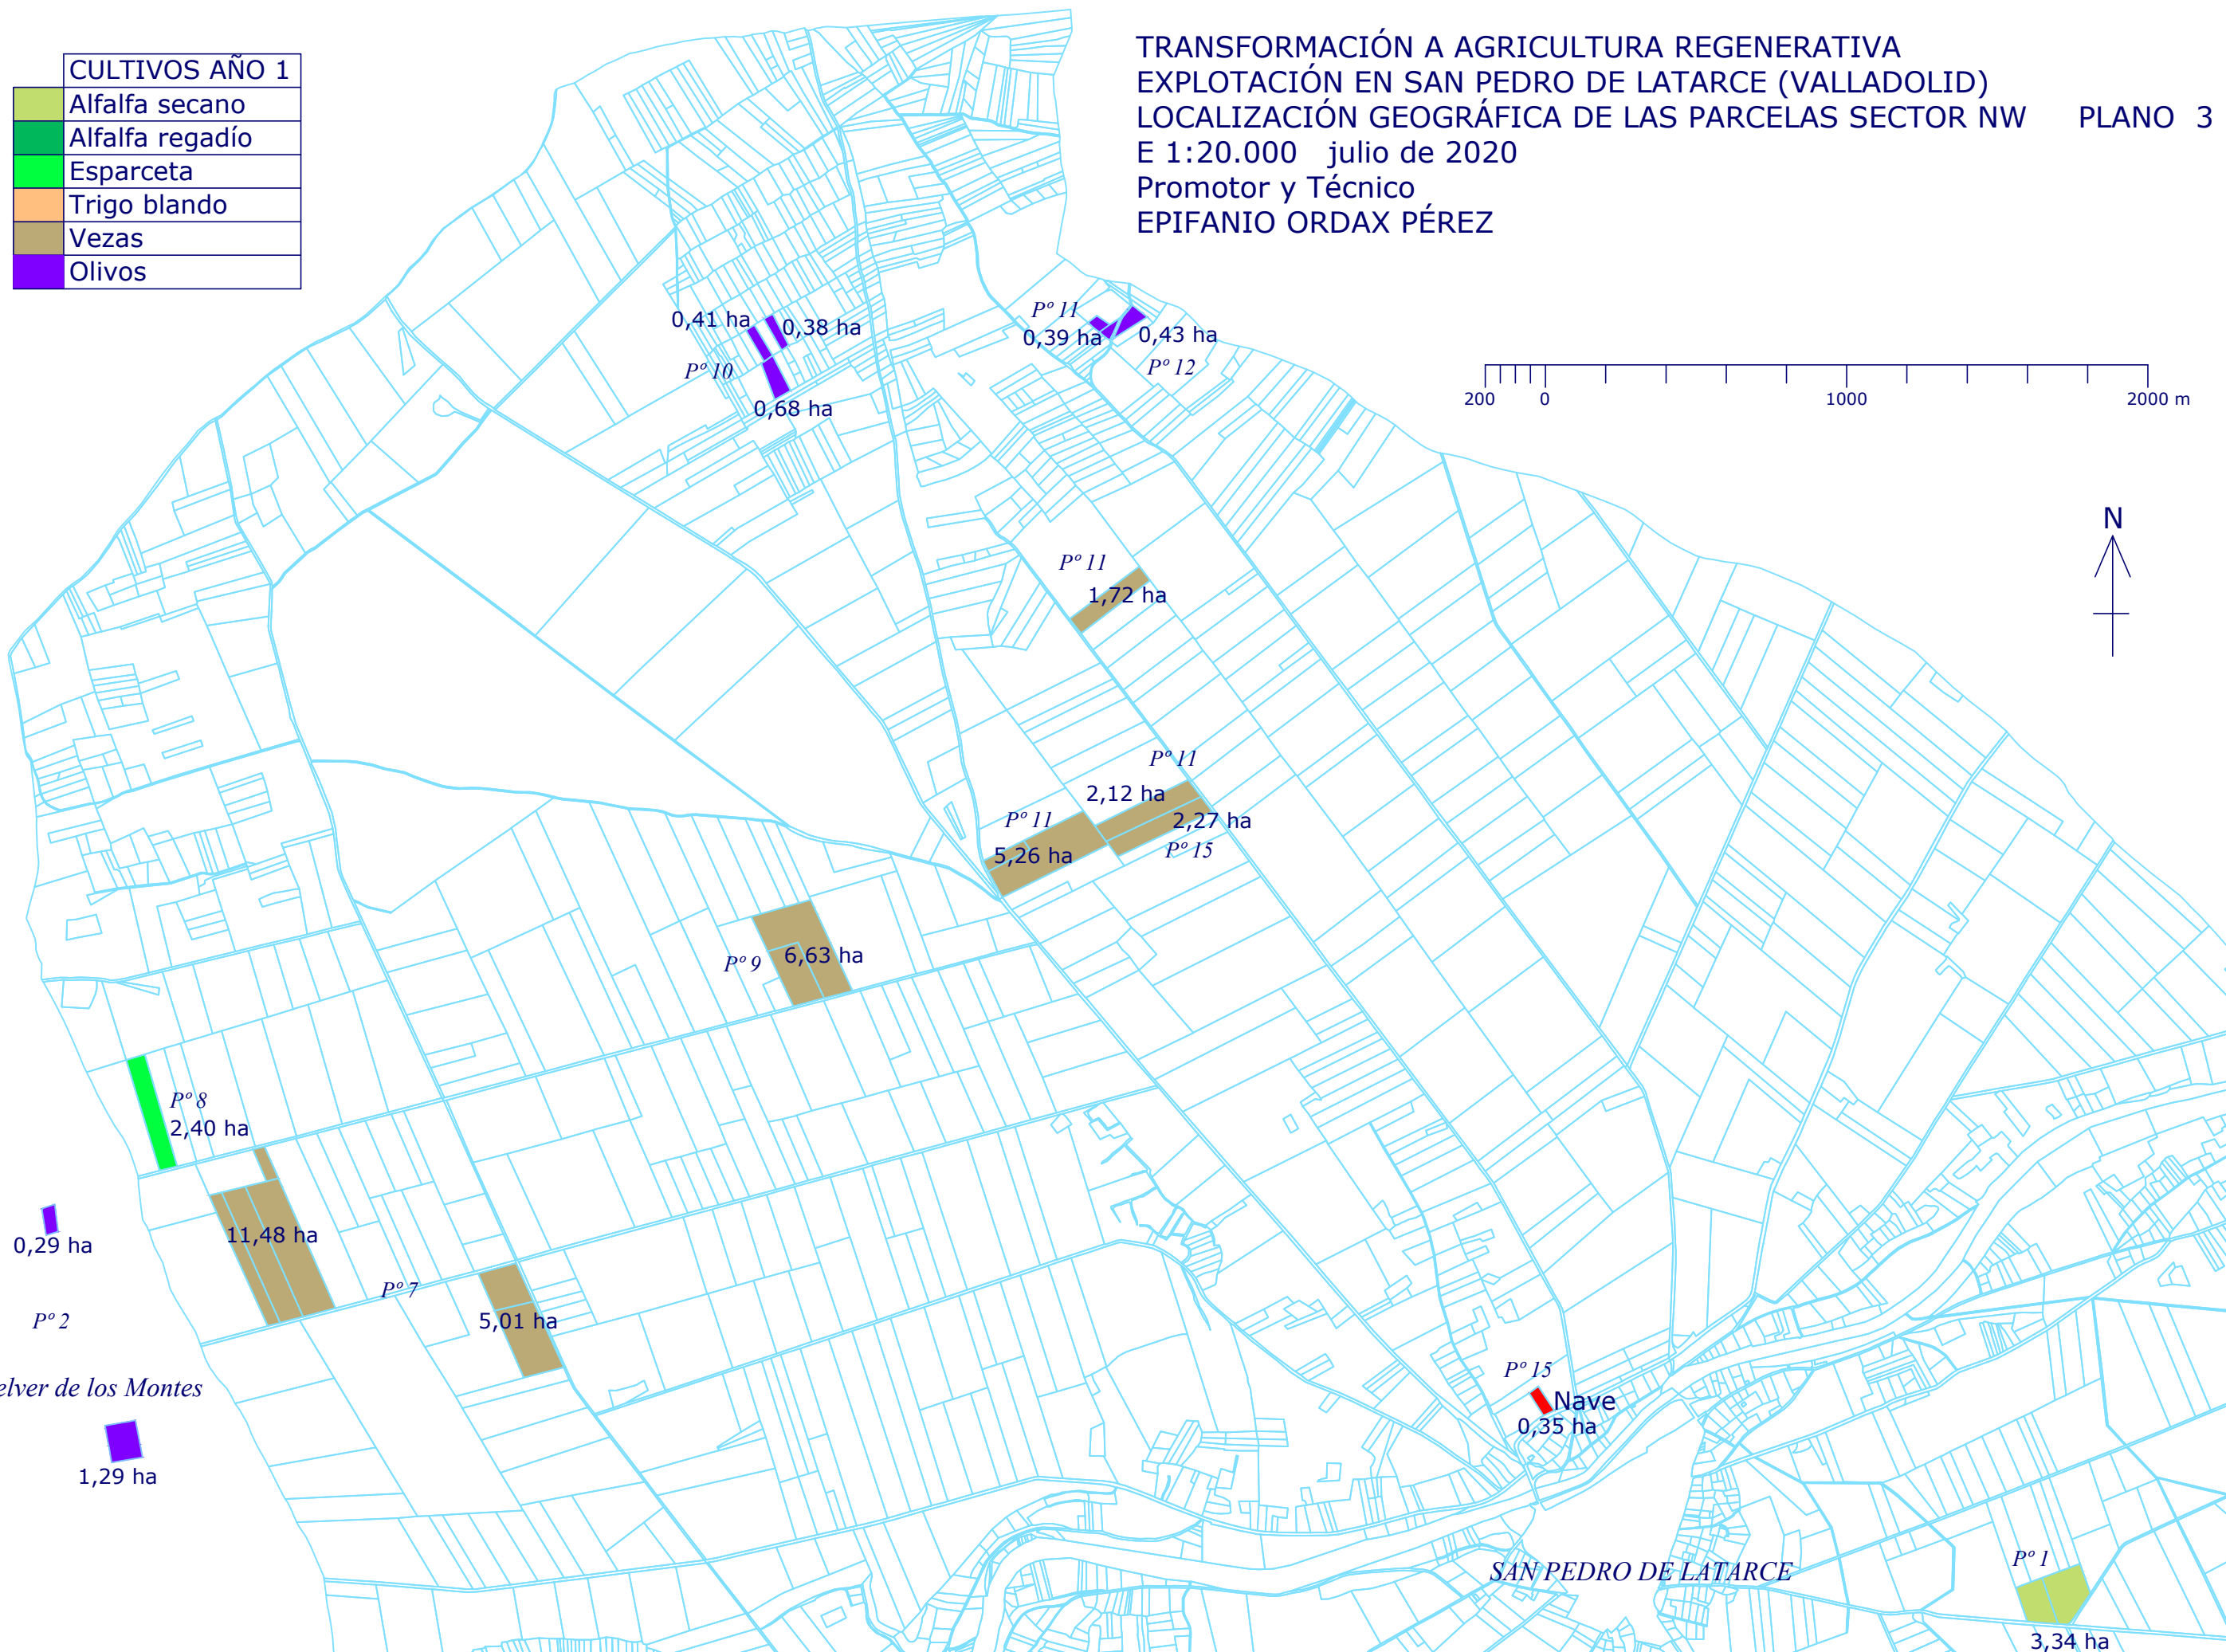 CULTIVOS AÑO 1
Alfalfa secano
Alfalfa regadío
Esparceta
Trigo blando
Vezas
Olivos
TRANSFORMACIÓN A AGRICULTURA REGENERATIVA
EXPLOTACIÓN EN SAN PEDRO DE LATARCE (VALLADOLID)
LOCALIZACIÓN GEOGRÁFICA DE LAS PARCELAS SECTOR NW PLANO 3
E 1:20.000 julio de 2020
Promotor y Técnico
EPIFANIO ORDAX PÉREZ
200 0 1000 2000 m
N
0,41 ha
0,38 ha
Pº 10
0,68 ha
Pº 11
0,39 ha
0,43 ha
Pº 12
Pº 11
1,72 ha
Pº 11
2,12 ha
2,27 ha
Pº 15
Pº 11
5,26 ha
Pº 9
6,63 ha
Pº 8
2,40 ha
0,29 ha
11,48 ha
Pº 7
5,01 ha
Pº 2
elver de los Montes
1,29 ha
Pº 15
Nave
0,35 ha
SAN PEDRO DE LATARCE
Pº 1
3,34 ha